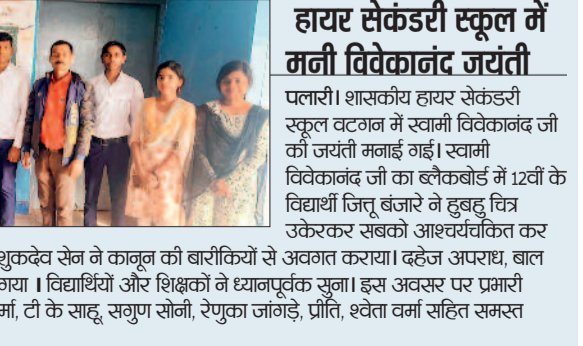 हायर सेकंडरी स्कूल में
मनी विवेकानंद जयंती
पलारी। शासकीय हायर सेकंडरी
स्कूल वटगन में स्वामी विवेकानंद जी
की जयंती मनाई गई। स्वामी
विवेकानंद जी का ब्लैकबोर्ड में 12वीं के
विद्यार्थी जित्तू बंजारे ने हुबहु चित्र
उकेरकर सबको आश्चर्यचकित कर
शुकदेव सेन ने कानून की बारीकियों से अवगत कराया। दहेज अपराध, बाल
गया । विद्यार्थियों और शिक्षकों ने ध्यानपूर्वक सुना। इस अवसर पर प्रभारी
र्मा, टी के साहू, सगुण सोनी, रेणुका जांगड़े, प्रीति, श्वेता वर्मा सहित समस्त